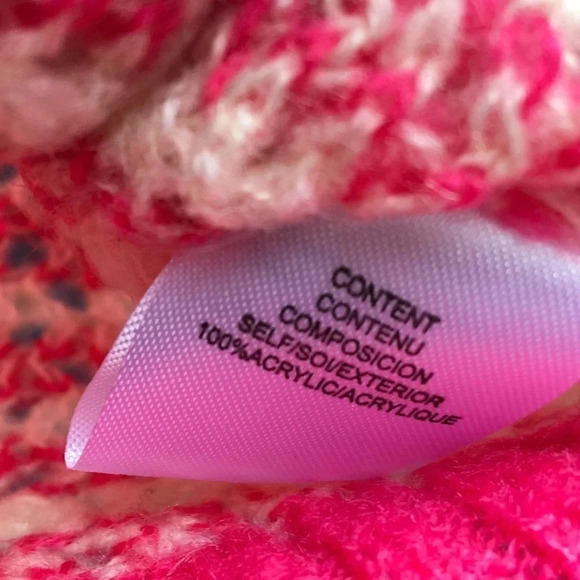 CONTENT
CONTENU
COMPOSICION
SELF/SOI/EXTERIOR
100%ACRYLIC/ACRYLIQUE